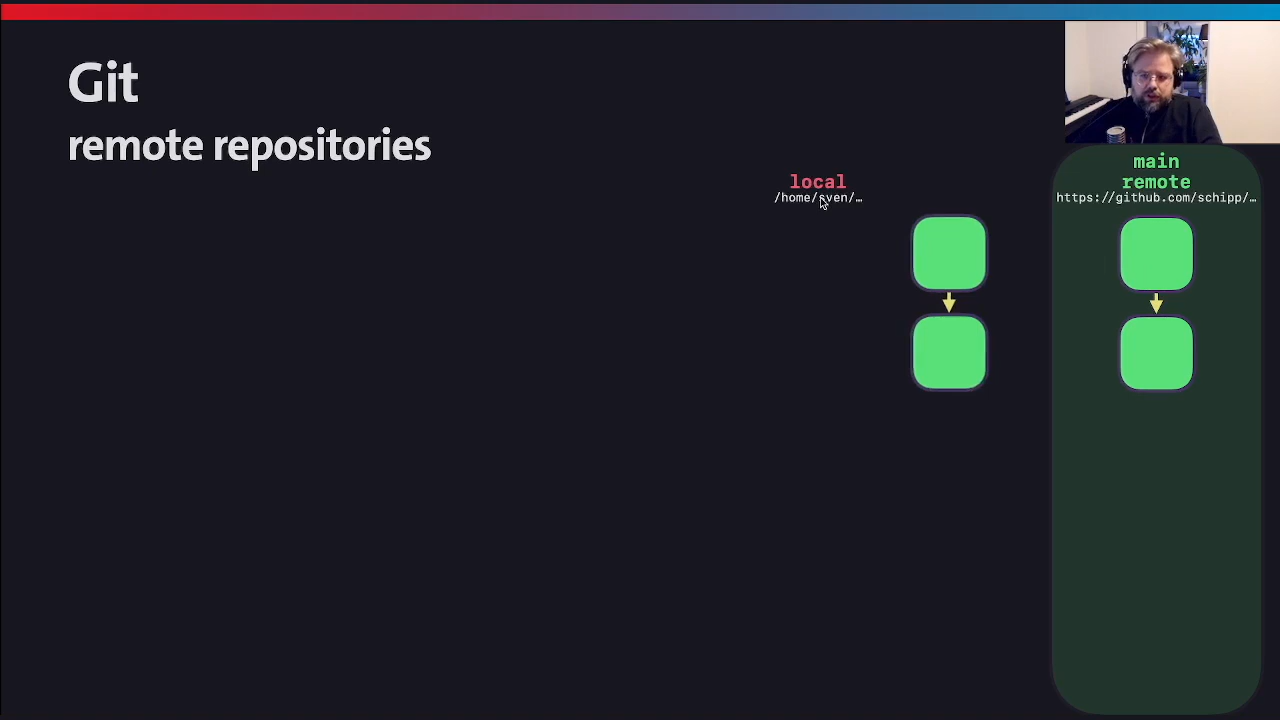 Git
remote repositories
local
/home/sven/…
main
remote
https://github.com/schipp/…